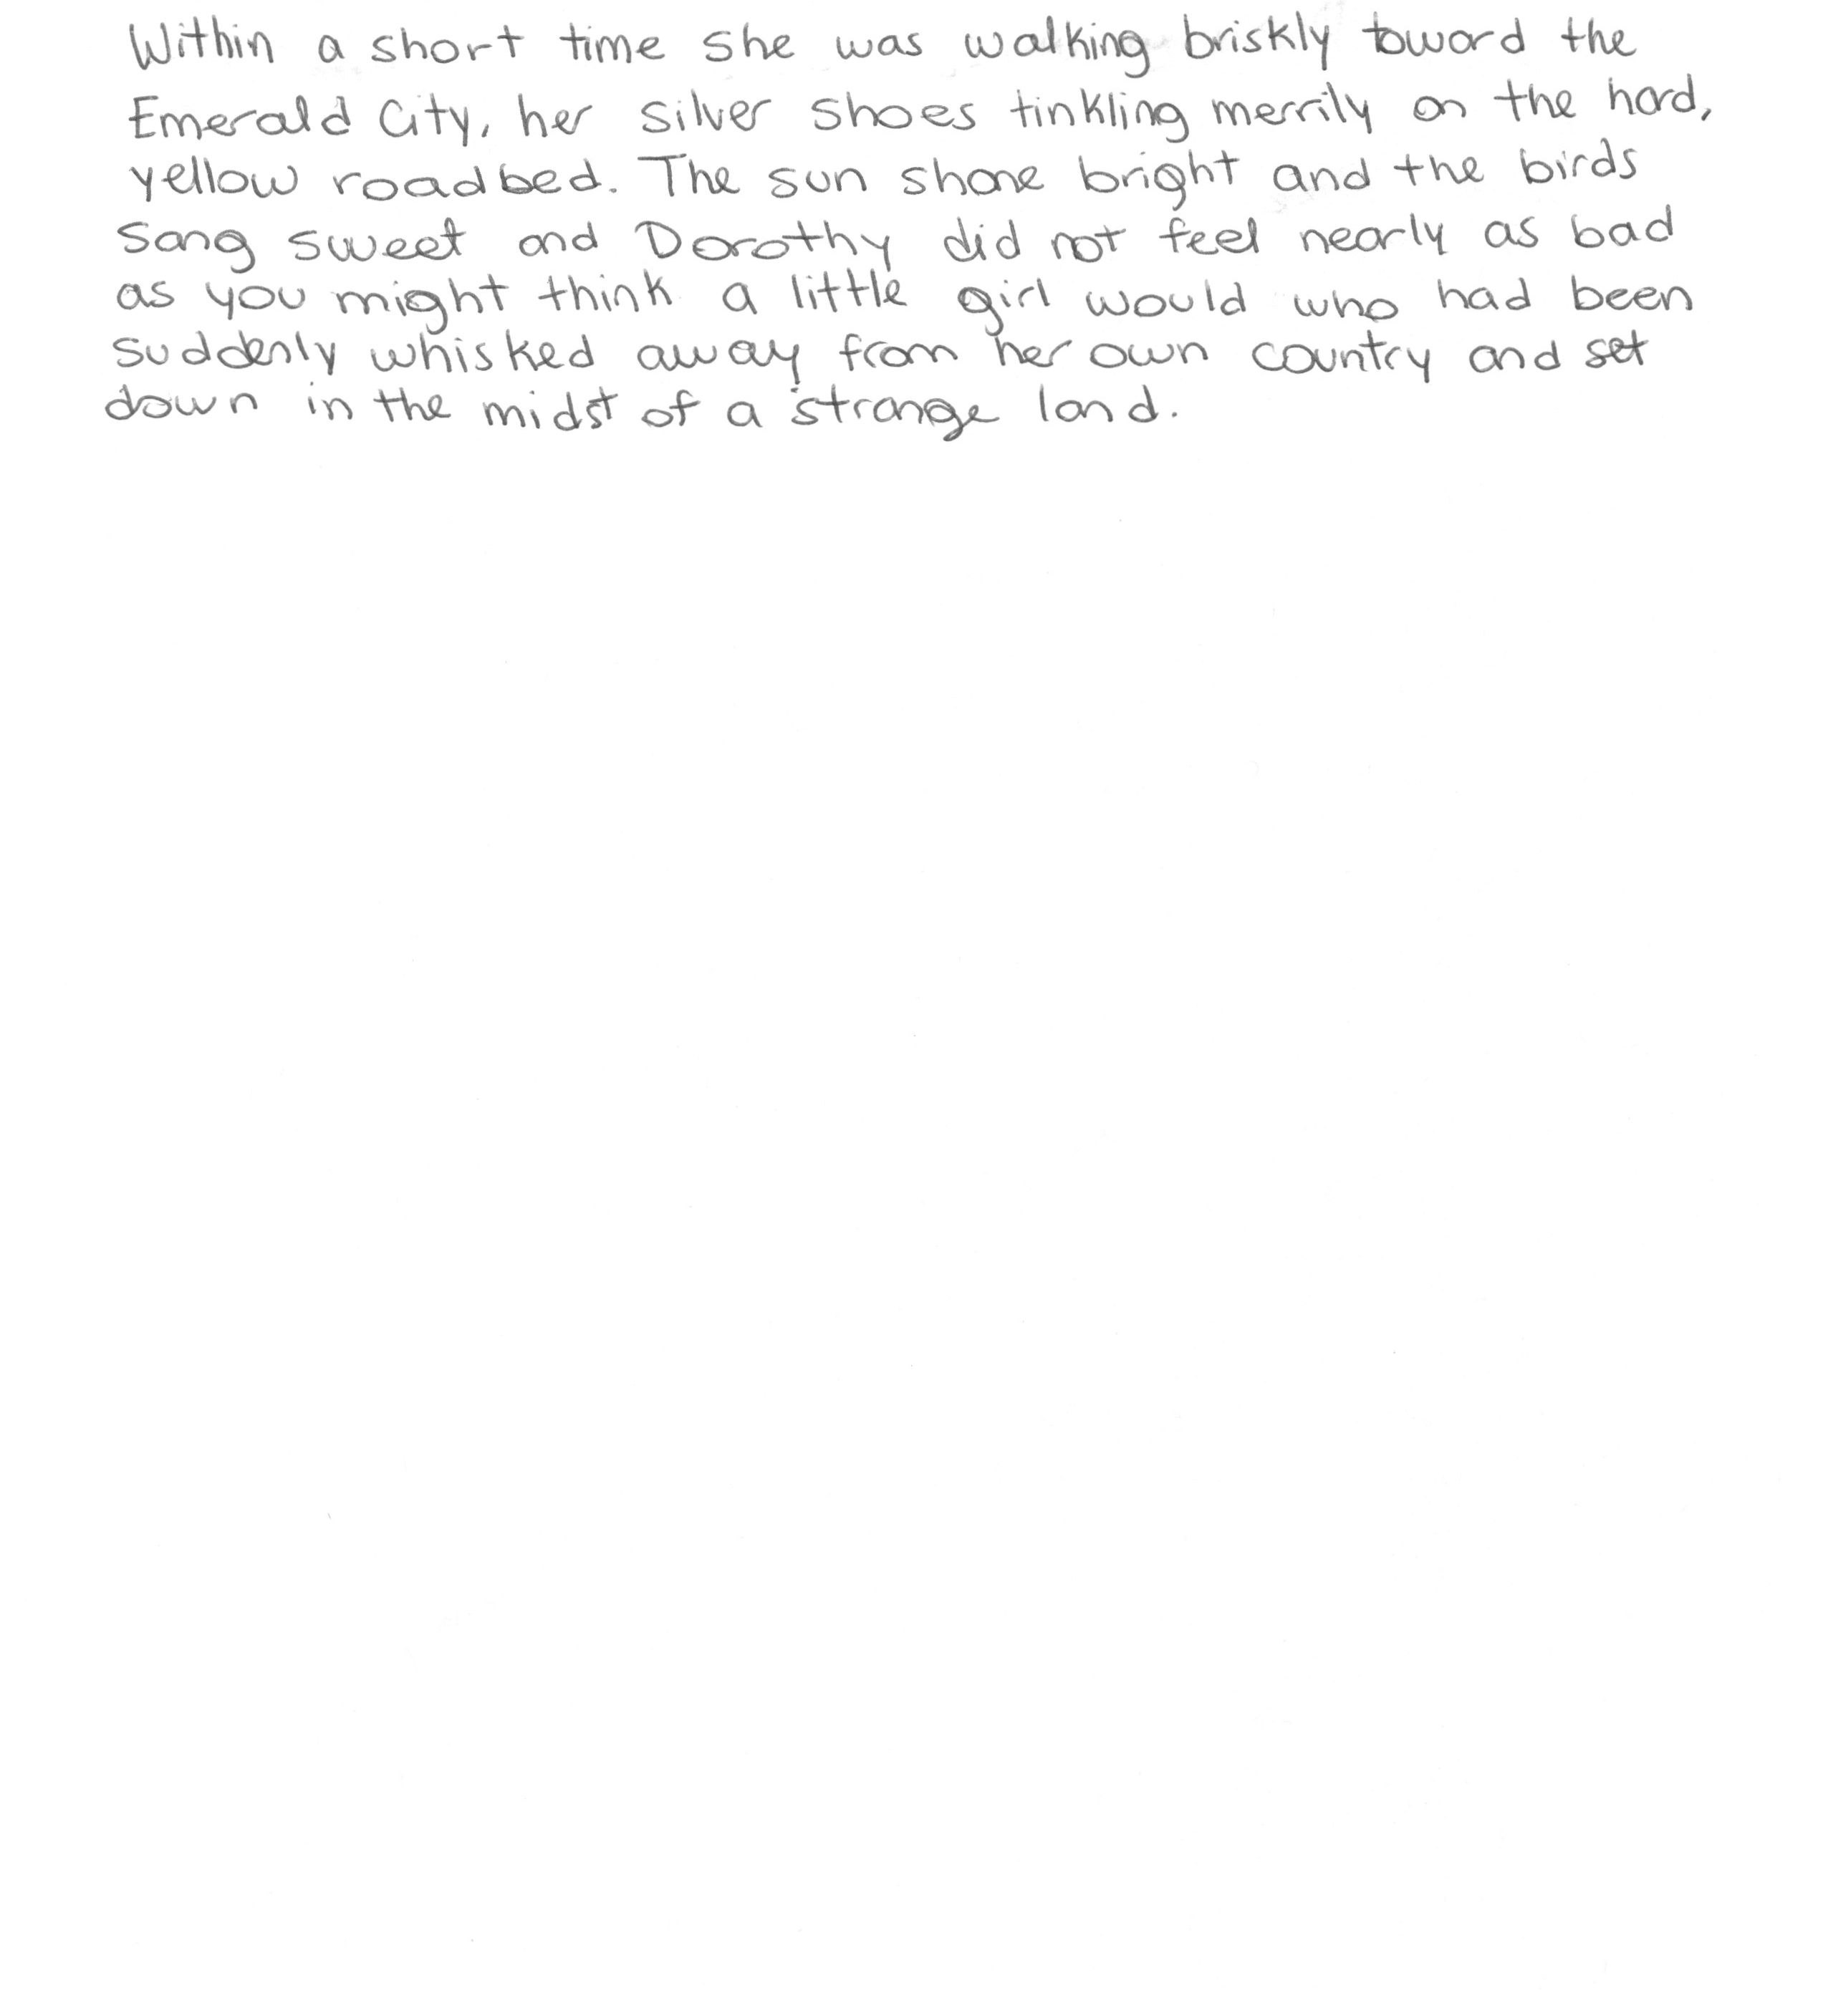 Within a short time she was walking briskly toward the
Emerald City, her silver shoes tinkling merrily on the hard,
yellow roadbed. The sun shone bright and the birds
sang sweet and Dorothy did not feel nearly as bad
as you might think a little girl would who had been
suddenly whisked away from her own country and set
down in the midst of a strange land.